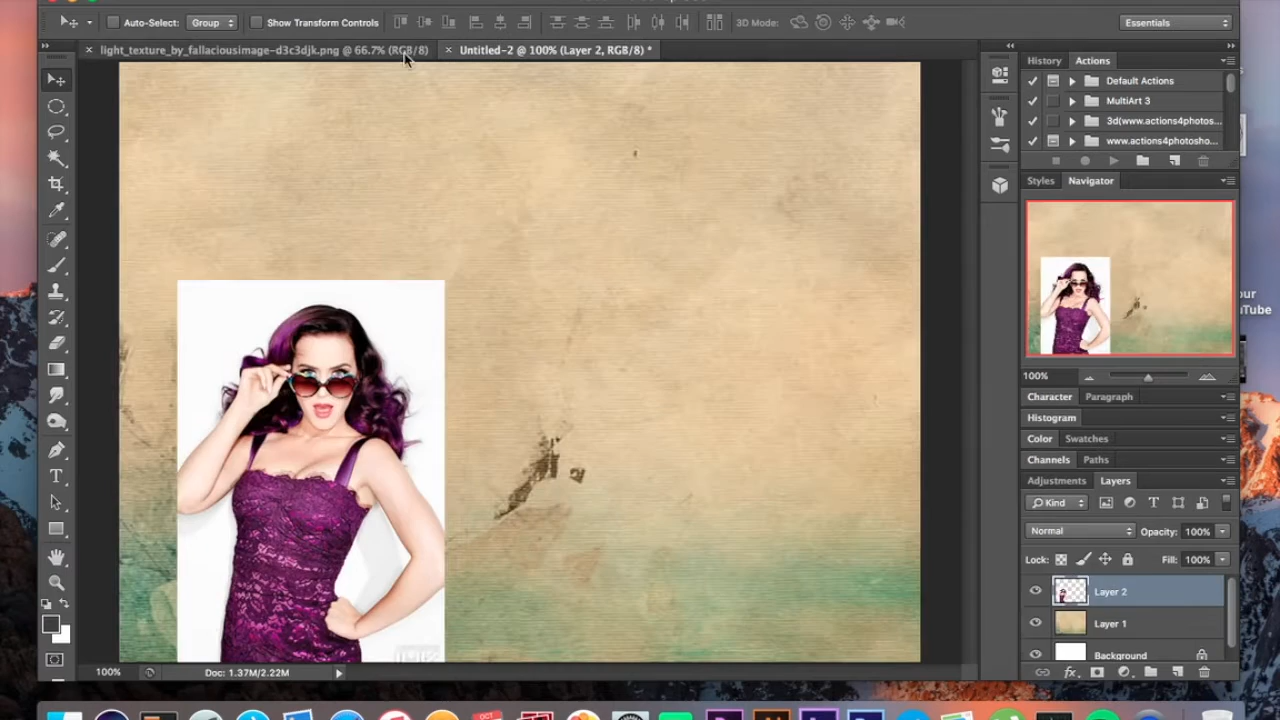 Auto-Select: Group Show Transform Controls 3D Mode: Essentials
light_texture_by_fallaciousimage-d3c3djk.png @ 66.7% (RGB/8) Untitled-2 @ 100% (Layer 2, RGB/8) *
History Actions
Default Actions
MultiArt 3
3d(www.actions4photos...
www.actions4photosho...
Styles Navigator
our
uTube
100%
Character Paragraph
Histogram
Color Swatches
Channels Paths
Adjustments Layers
Kind
Normal Opacity: 100%
Lock: Fill: 100%
Layer 2
Layer 1
Background
fx
100% Doc: 1.37M/2.22M
OCT